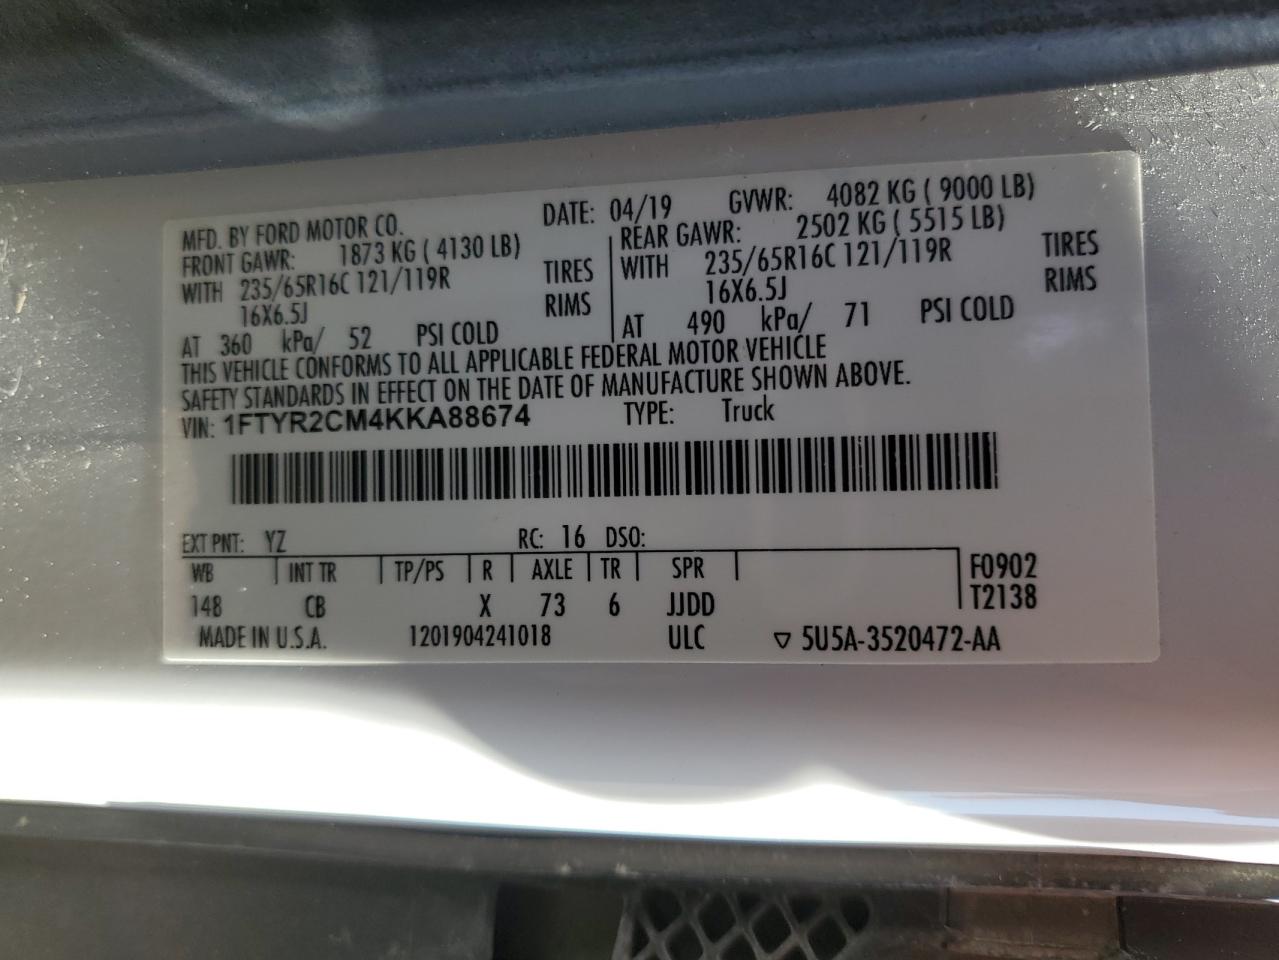 MFD. BY FORD MOTOR CO. DATE: 04/19 GVWR: 4082 KG ( 9000 LB)
FRONT GAWR: 1873 KG ( 4130 LB) REAR GAWR: 2502 KG ( 5515 LB)
WITH 235/65R16C 121/119R TIRES WITH 235/65R16C 121/119R TIRES
16X6.5J RIMS 16X6.5J RIMS
AT 360 kPa/ 52 PSI COLD AT 490 kPa/ 71 PSI COLD
THIS VEHICLE CONFORMS TO ALL APPLICABLE FEDERAL MOTOR VEHICLE
SAFETY STANDARDS IN EFFECT ON THE DATE OF MANUFACTURE SHOWN ABOVE.
VIN: 1FTYR2CM4KKA88674 TYPE: Truck
EXT PNT: YZ RC: 16 DSO:
WB INT TR TP/PS R AXLE TR SPR F0902
148 CB X 73 6 JJDD T2138
MADE IN U.S.A. 1201904241018 ULC ▽ 5U5A-3520472-AA